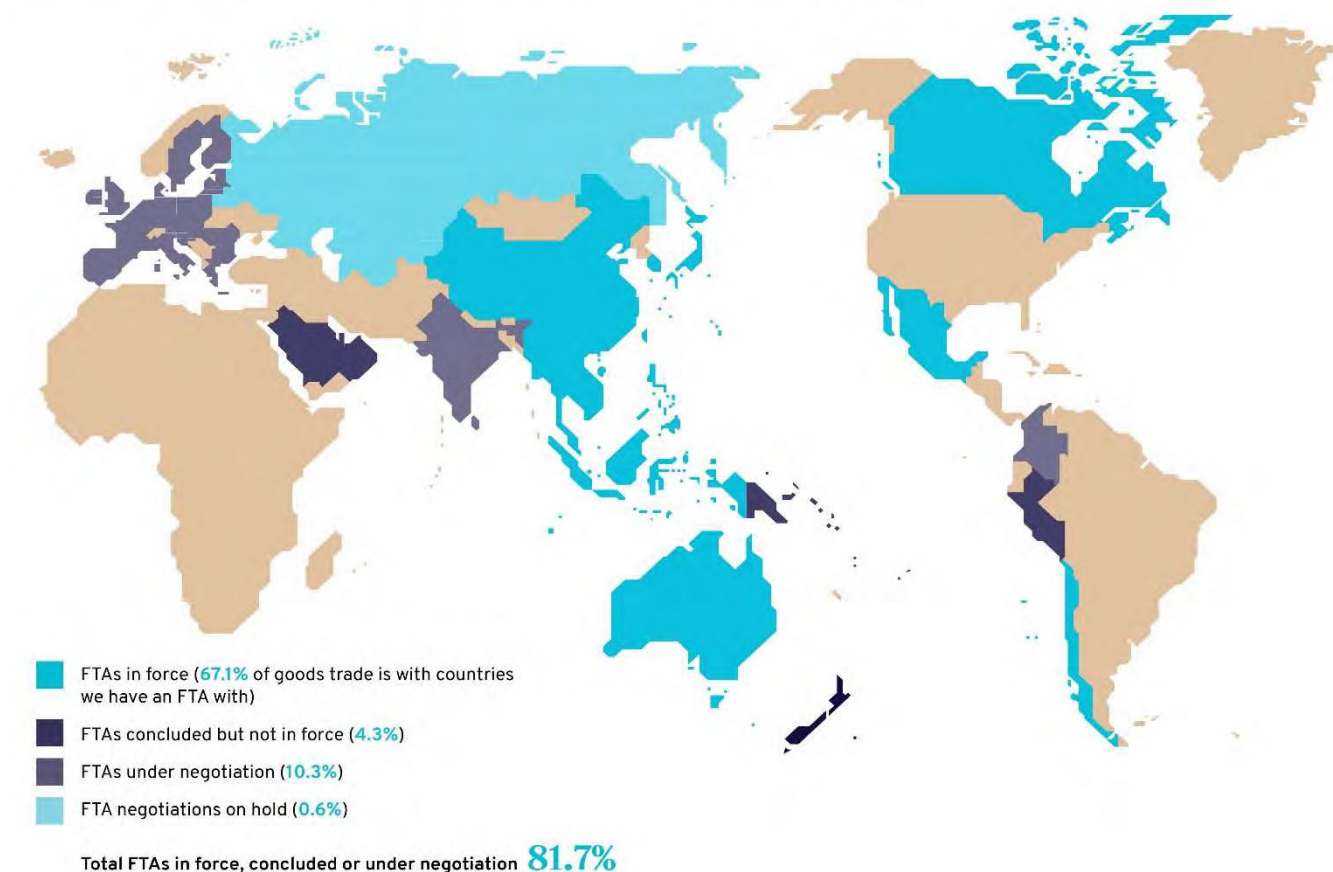 FTAs in force (67.1% of goods trade is with countries
we have an FTA with)
FTAs concluded but not in force (4.3%)
FTAs under negotiation (10.3%)
FTA negotiations on hold (0.6%)
Total FTAs in force, concluded or under negotiation 81.7%